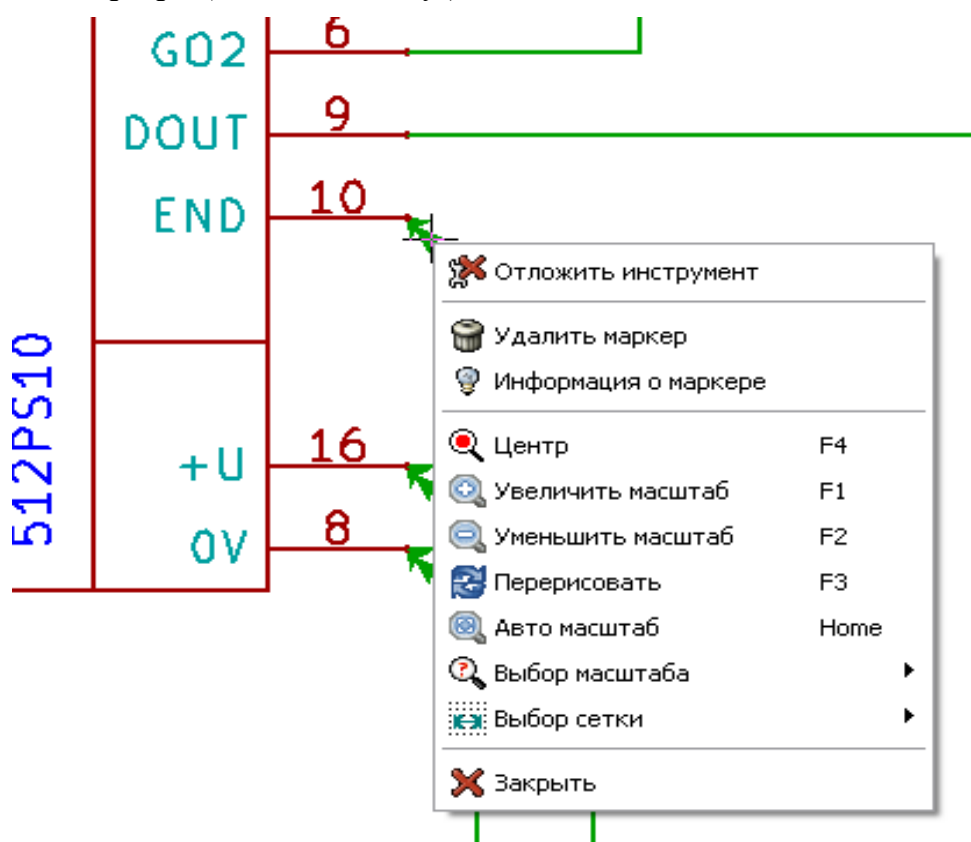 GO2 6
DOUT 9
END 10
512PS10
+U 16
0V 8
Отложить инструмент
Удалить маркер
Информация о маркере
Центр F4
Увеличить масштаб F1
Уменьшить масштаб F2
Перерисовать F3
Авто масштаб Home
Выбор масштаба
Выбор сетки
Закрыть